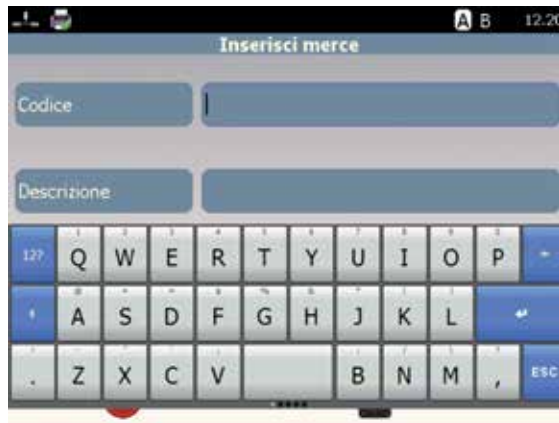 A B 12.20
Inserisci merce
Codice
Descrizione
12? Q W E R T Y U I O P
A S D F G H J K L
. Z X C V B N M , ESC